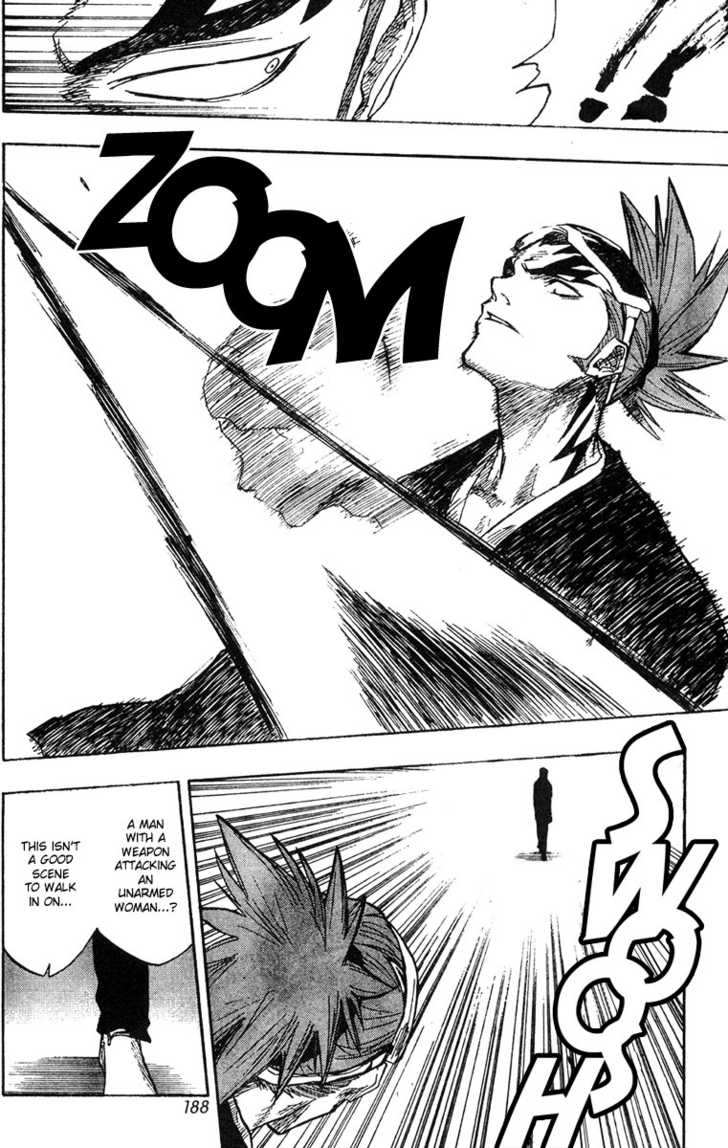 ZOOM
SWOOSH
A MAN
WITH A
WEAPON
ATTACKING
AN
UNARMED
WOMAN...?
THIS ISN'T
A GOOD
SCENE
TO WALK
IN ON...
188